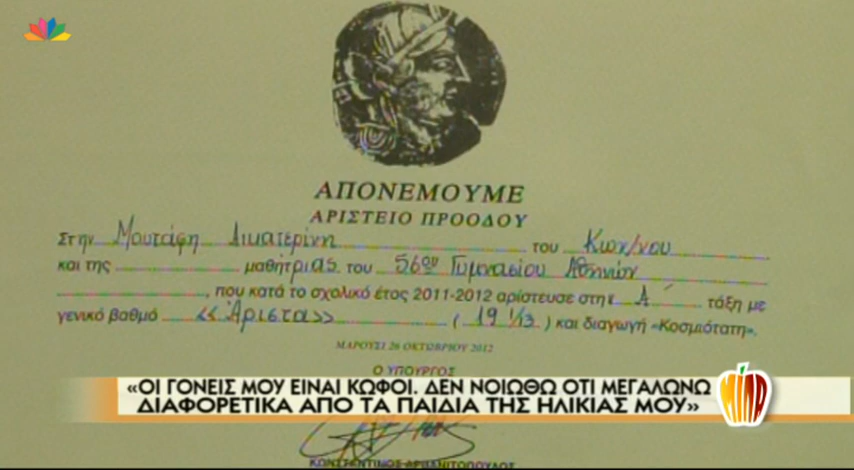 ΑΠΟΝΕΜΟΥΜΕ
ΑΡΙΣΤΕΙΟ ΠΡΟΟΔΟΥ
Στην Μουτάφη Αικατερίνη του Κων/νου
και της μαθήτριας του 56ου Γυμνασίου Αθηνών
, που κατά το σχολικό έτος 2011-2012 αρίστευσε στην Α΄ τάξη με
γενικό βαθμό «Άριστα» ( 19 1/13 ) και διαγωγή «Κοσμιότατη».
ΜΑΡΟΥΣΙ 26 ΟΚΤΩΒΡΙΟΥ 2012
Ο ΥΠΟΥΡΓΟΣ
«ΟΙ ΓΟΝΕΙΣ ΜΟΥ ΕΙΝΑΙ ΚΩΦΟΙ. ΔΕΝ ΝΟΙΩΘΩ ΟΤΙ ΜΕΓΑΛΩΝΩ
ΔΙΑΦΟΡΕΤΙΚΑ ΑΠΟ ΤΑ ΠΑΙΔΙΑ ΤΗΣ ΗΛΙΚΙΑΣ ΜΟΥ»
ΚΩΝΣΤΑΝΤΙΝΟΣ ΑΡΒΑΝΙΤΟΠΟΥΛΟΣ